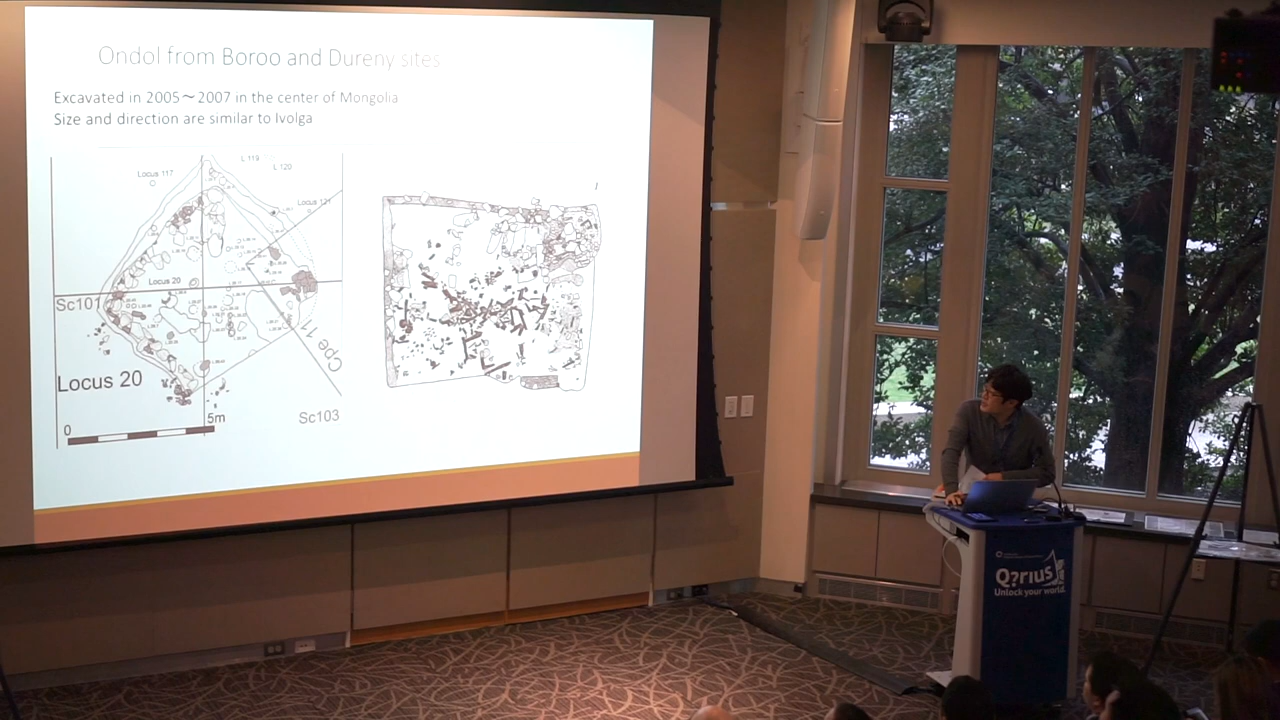 Ondol from Boroo and Dureny sites
Excavated in 2005～2007 in the center of Mongolia
Size and direction are similar to Ivolga
L 119
Locus 117
L 120
Locus 121
Locus 20
Sc101
Cpe 11
Locus 20
Sc103
0
5m
1
Q?rius
Unlock your world.